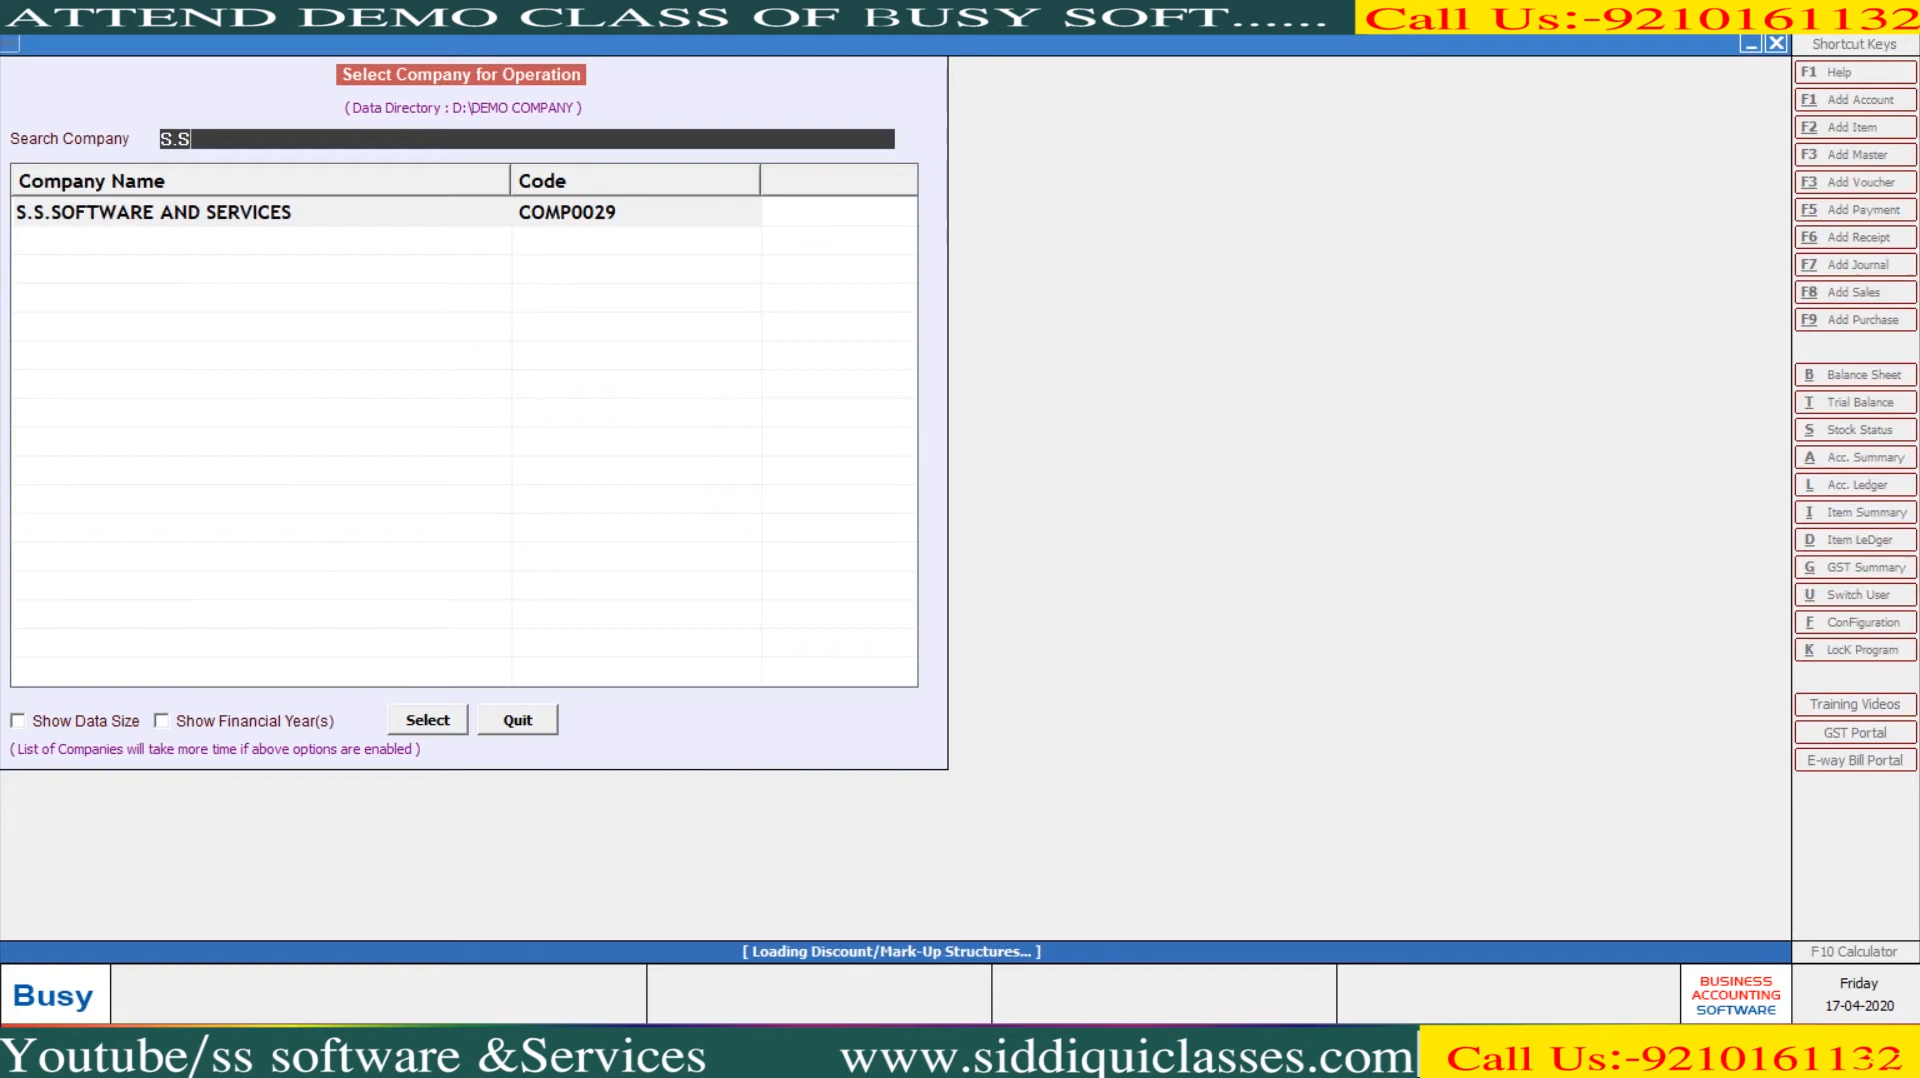 ATTEND DEMO CLASS OF BUSY SOFT......
Call Us:-9210161132
Shortcut Keys
Select Company for Operation
( Data Directory : D:\DEMO COMPANY )
Search Company S.S
Company Name Code
S.S.SOFTWARE AND SERVICES COMP0029
Show Data Size Show Financial Year(s) Select Quit
( List of Companies will take more time if above options are enabled )
F1 Help
F1 Add Account
F2 Add Item
F3 Add Master
F3 Add Voucher
F5 Add Payment
F6 Add Receipt
F7 Add Journal
F8 Add Sales
F9 Add Purchase
B Balance Sheet
T Trial Balance
S Stock Status
A Acc. Summary
L Acc. Ledger
I Item Summary
D Item LeDger
G GST Summary
U Switch User
F ConFiguration
K LocK Program
Training Videos
GST Portal
E-way Bill Portal
[ Loading Discount/Mark-Up Structures... ]
F10 Calculator
Busy
BUSINESS
ACCOUNTING
SOFTWARE
Friday
17-04-2020
Youtube/ss software &Services
www.siddiquiclasses.com
Call Us:-9210161132